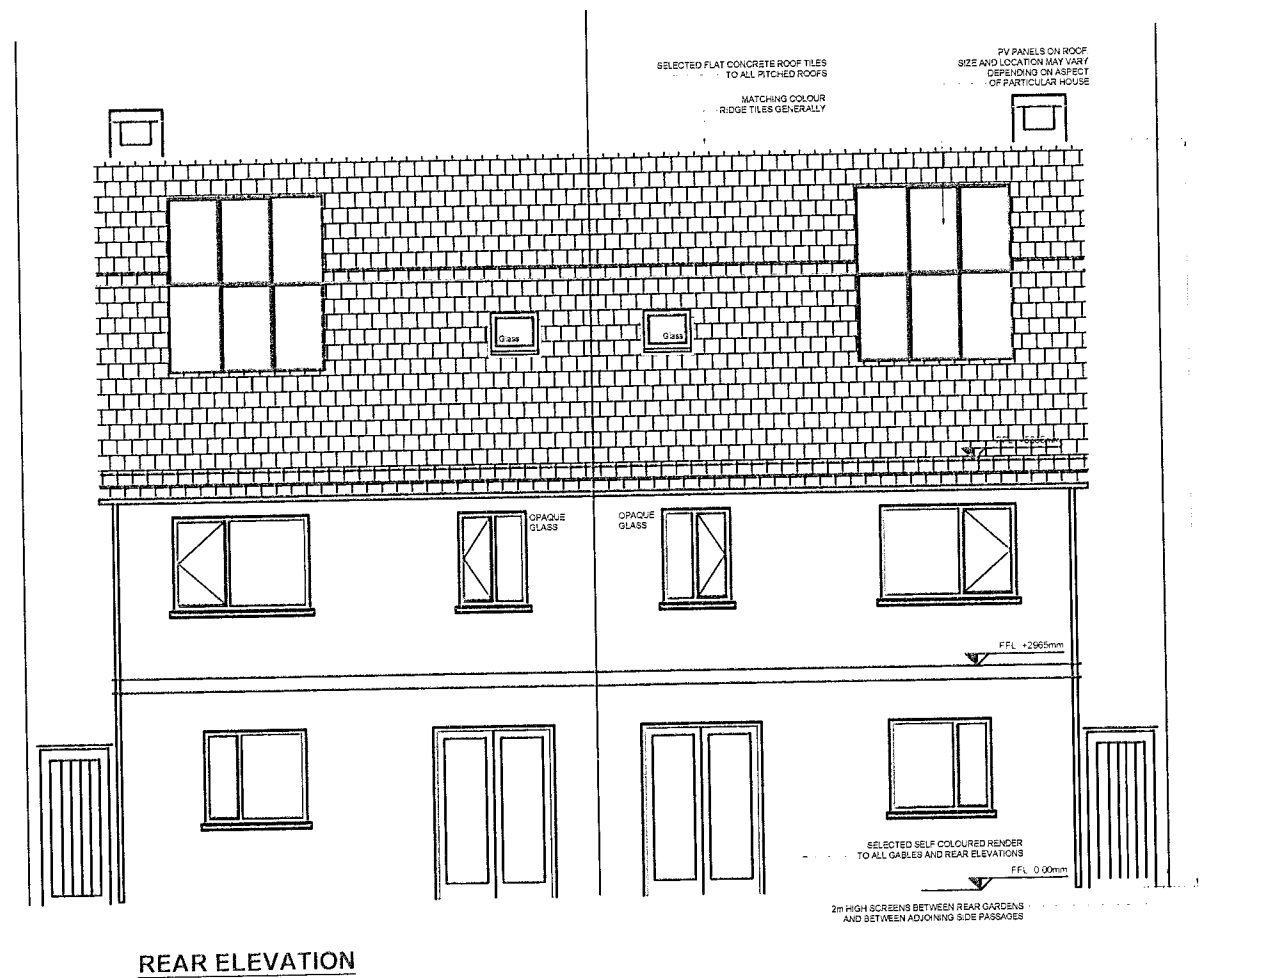 SELECTED FLAT CONCRETE ROOF TILES
TO ALL PITCHED ROOFS
MATCHING COLOUR
RIDGE TILES GENERALLY
PV PANELS ON ROOF.
SIZE AND LOCATION MAY VARY
DEPENDING ON ASPECT
OF PARTICULAR HOUSE
Glass
Glass
FFL
OPAQUE
GLASS
OPAQUE
GLASS
FFL +2965mm
SELECTED SELF COLOURED RENDER
TO ALL GABLES AND REAR ELEVATIONS
FFL 0.00mm
2m HIGH SCREENS BETWEEN REAR GARDENS
AND BETWEEN ADJOINING SIDE PASSAGES
REAR ELEVATION